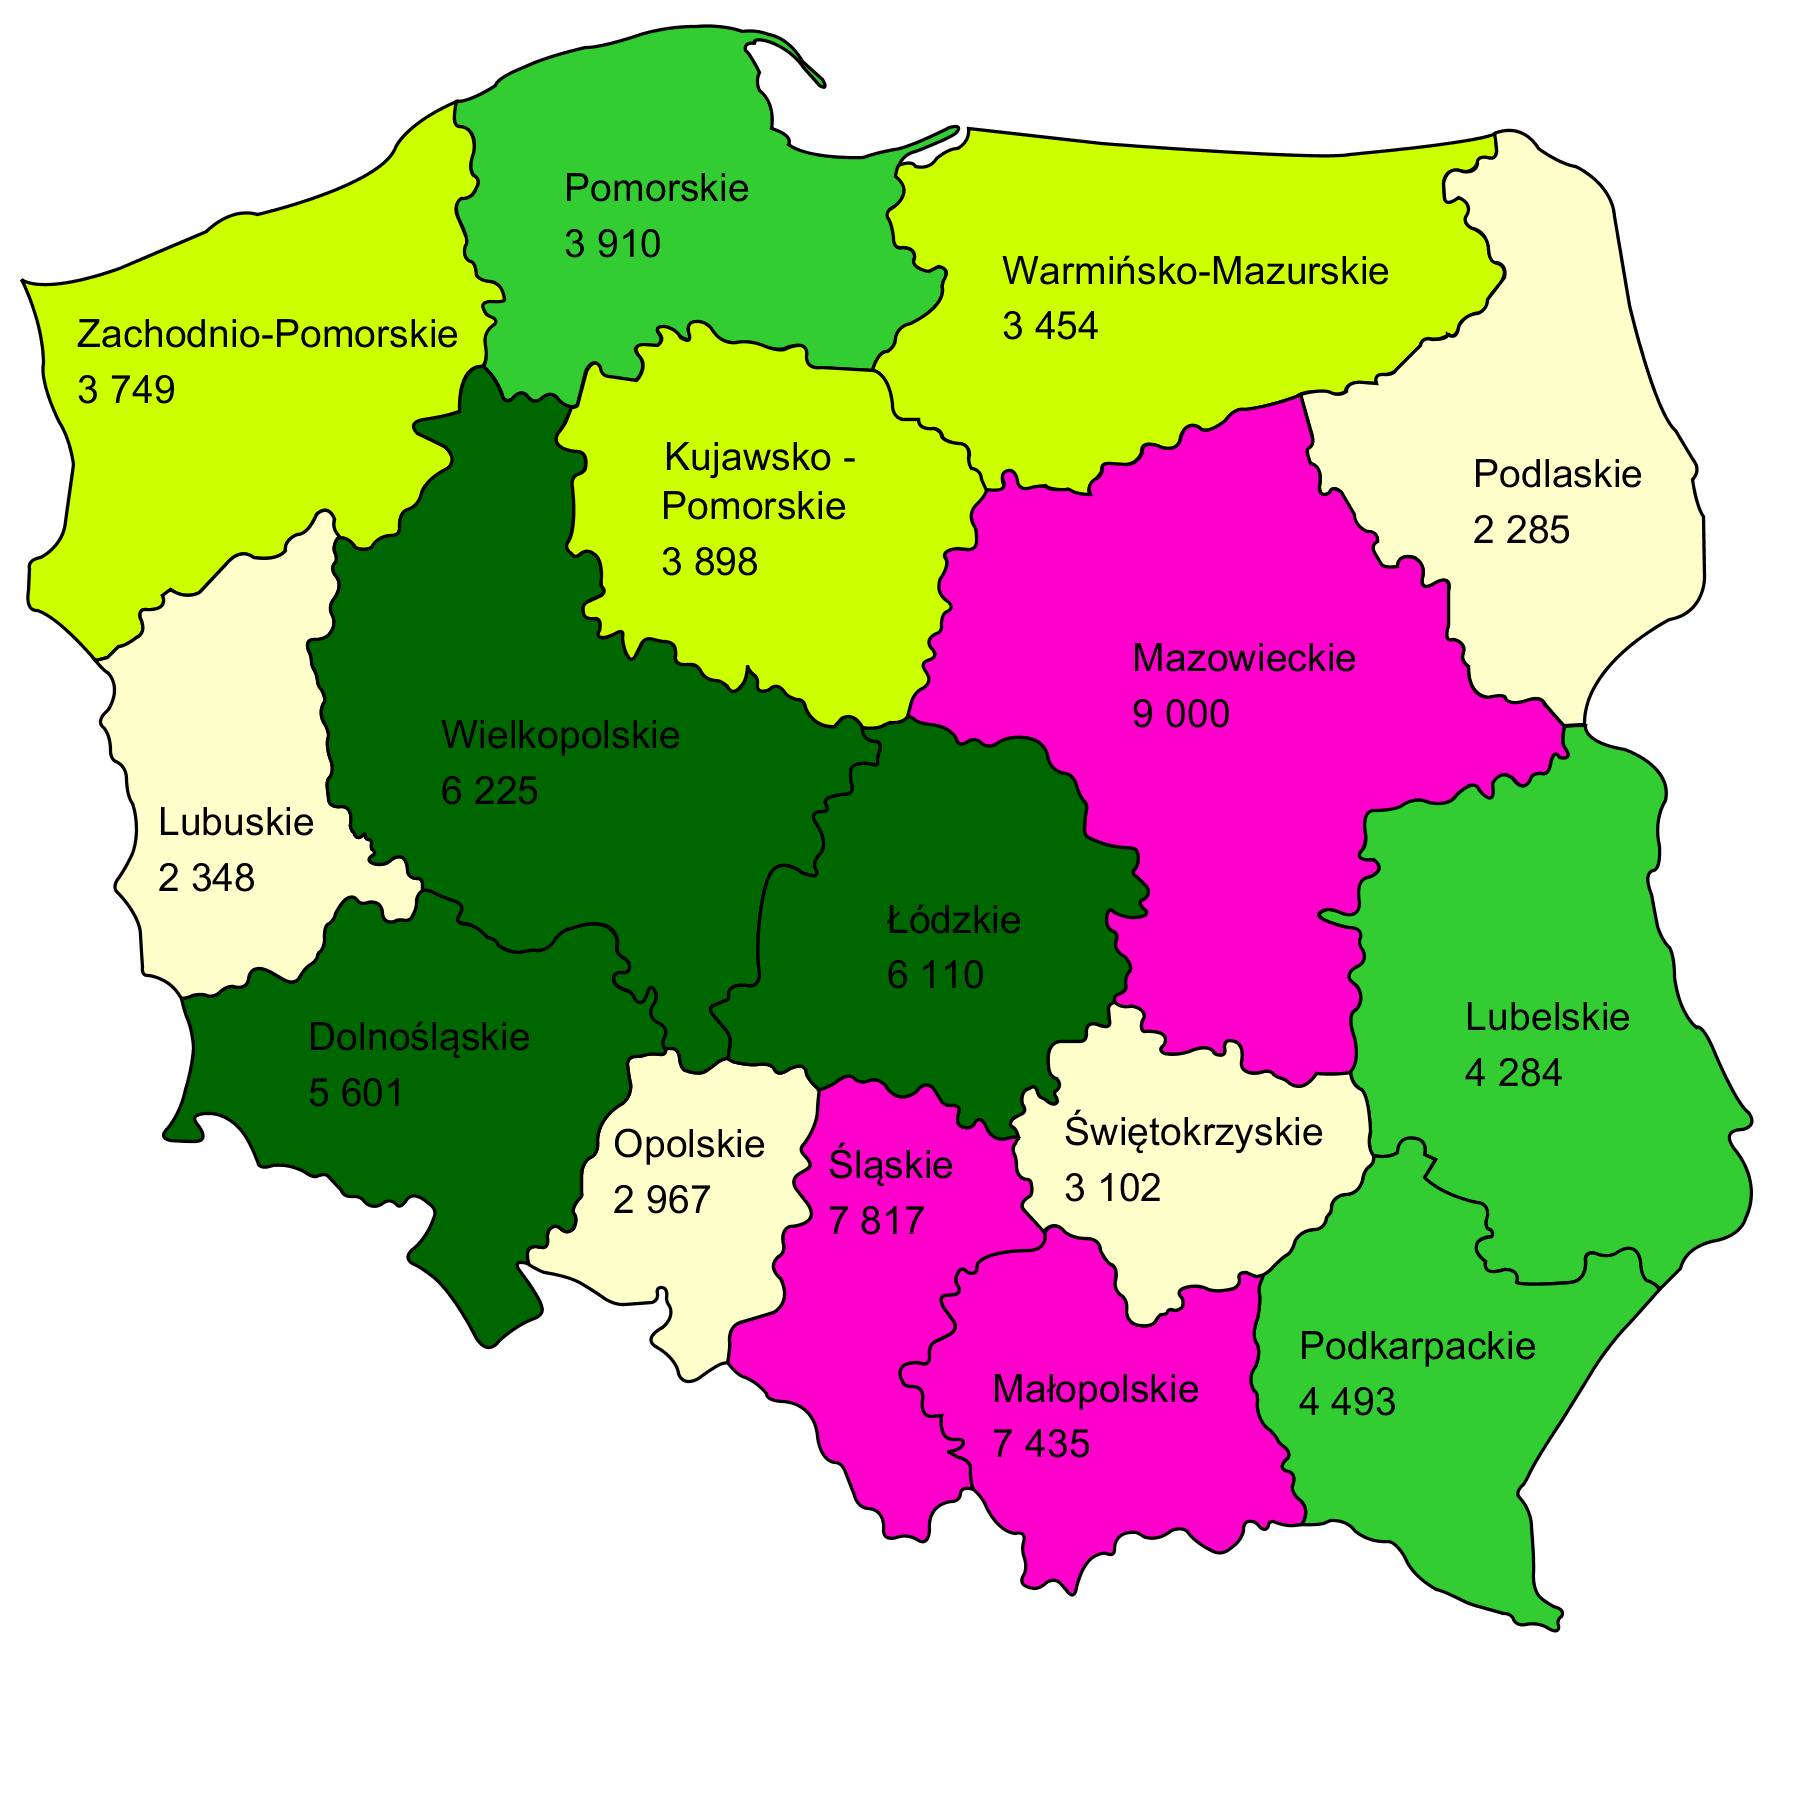 Pomorskie
3 910
Warmińsko-Mazurskie
3 454
Zachodnio-Pomorskie
3 749
Kujawsko -
Pomorskie
3 898
Podlaskie
2 285
Mazowieckie
9 000
Wielkopolskie
6 225
Lubuskie
2 348
Łódzkie
6 110
Lubelskie
4 284
Dolnośląskie
5 601
Opolskie
2 967
Śląskie
7 817
Świętokrzyskie
3 102
Podkarpackie
4 493
Małopolskie
7 435